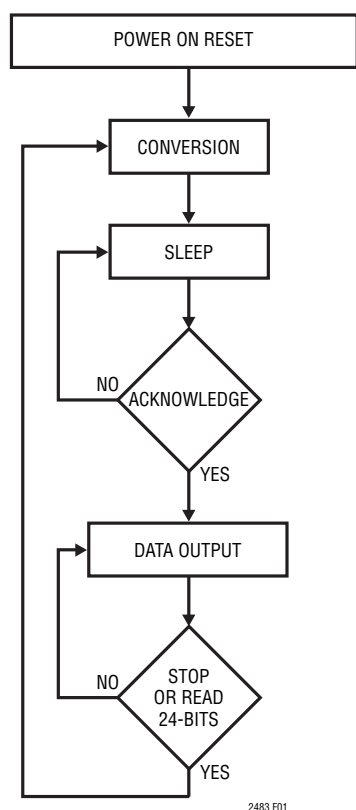 POWER ON RESET
CONVERSION
SLEEP
NO
ACKNOWLEDGE
YES
DATA OUTPUT
NO
STOP
OR READ
24-BITS
YES
2483 F01